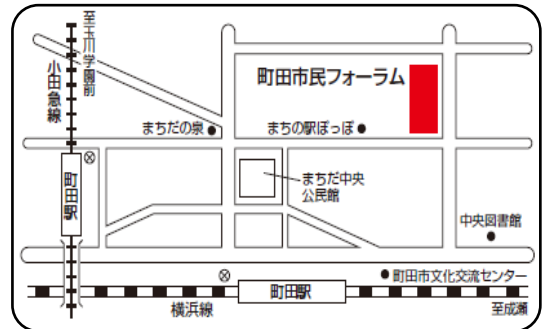 至玉川学園前
小田急線
町田市民フォーラム
まちだの泉
まちの駅ぽっぽ
町田駅
まちだ中央
公民館
中央図書館
町田市文化交流センター
町田駅
横浜線
至成瀬